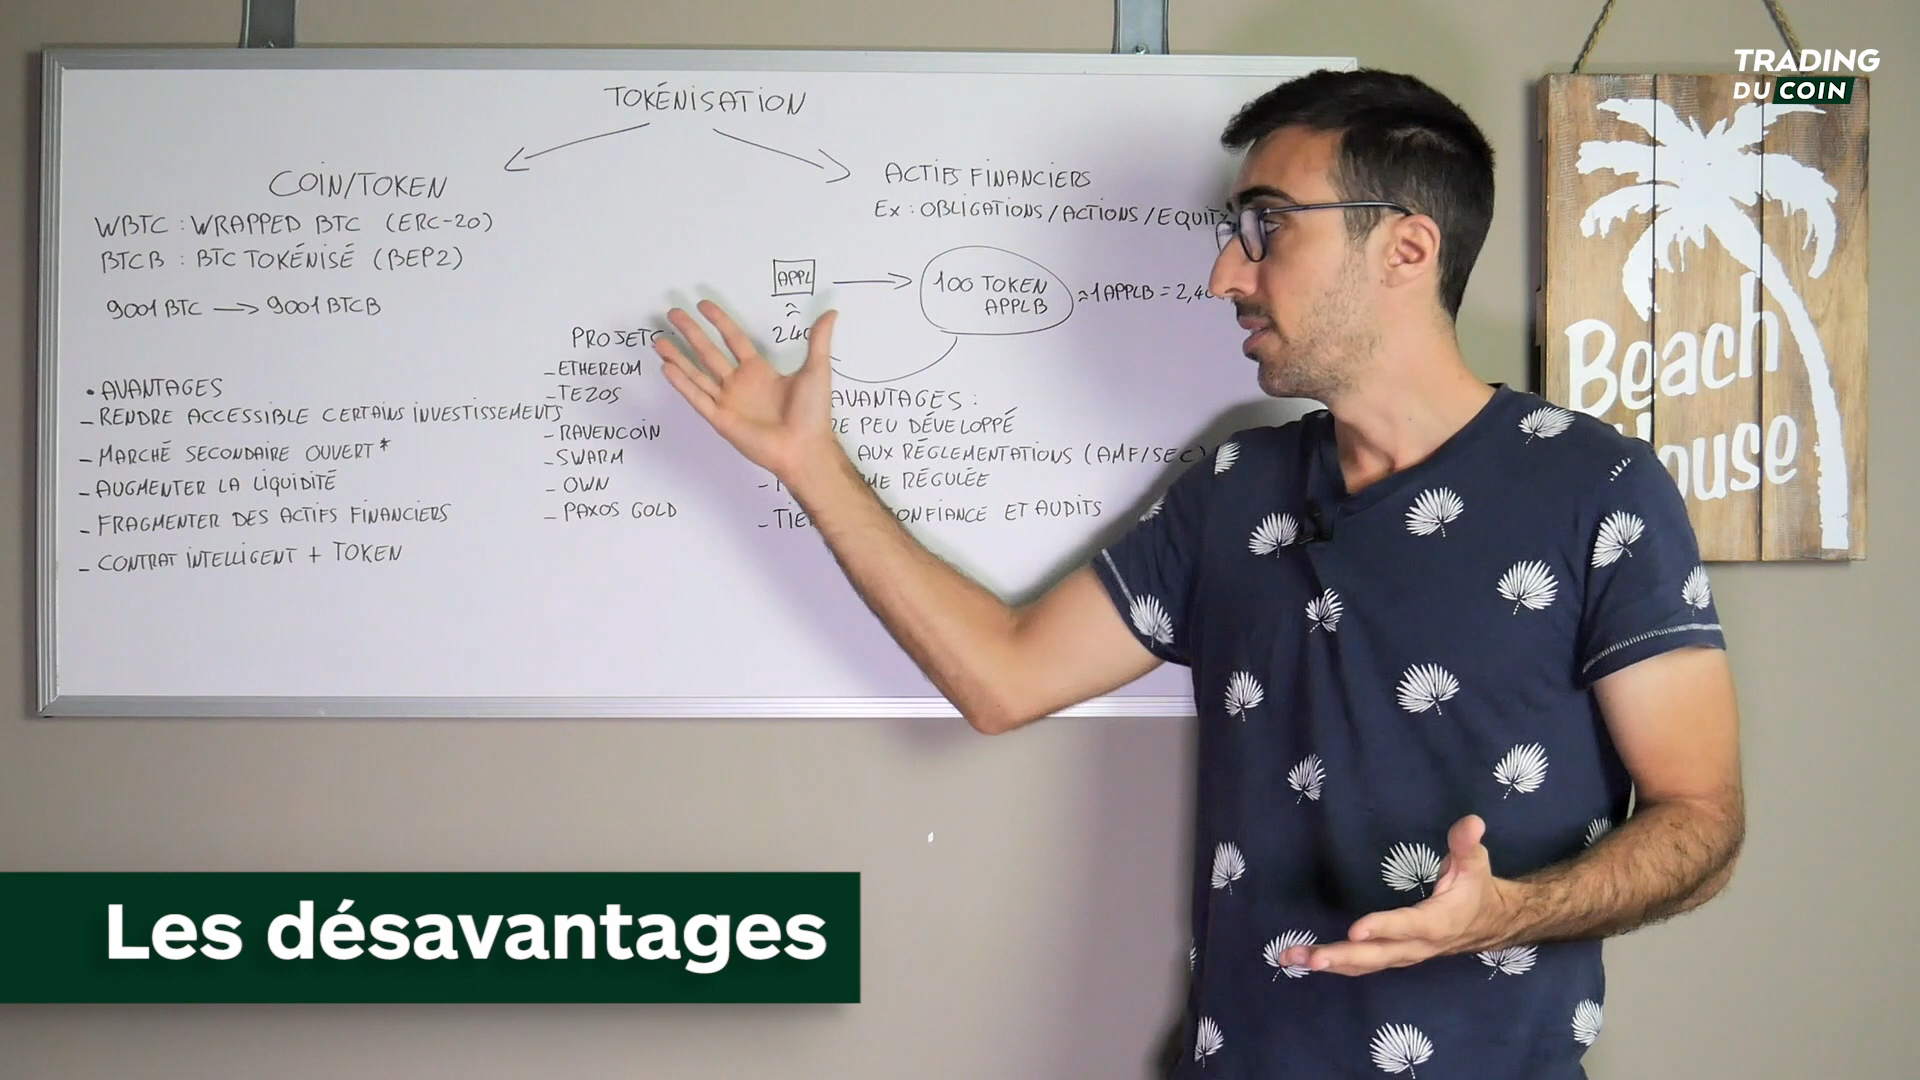 TOKÉNISATION
COIN/TOKEN
WBTC : WRAPPED BTC (ERC-20)
BTCB : BTC TOKÉNISÉ (BEP2)
9001 BTC → 9001 BTCB
• AVANTAGES
- RENDRE ACCESSIBLE CERTAINS INVESTISSEMENTS
- MARCHÉ SECONDAIRE OUVERT *
- AUGMENTER LA LIQUIDITÉ
- FRAGMENTER DES ACTIFS FINANCIERS
- CONTRAT INTELLIGENT + TOKEN
PROJETS
- ETHEREUM
- TEZOS
- RAVENCOIN
- SWARM
- OWN
- PAXOS GOLD
ACTIFS FINANCIERS
EX : OBLIGATIONS / ACTIONS / EQUITY
APPL → 100 TOKEN
APPLB
≈ 1 APPLB = 2,40
≈
240
AVANTAGES :
PEU DÉVELOPPÉ
AUX RÉGLEMENTATIONS (AMF/SEC)
RÉGULÉE
ET AUDITS
TRADING
DU COIN
Beach
House
Les désavantages